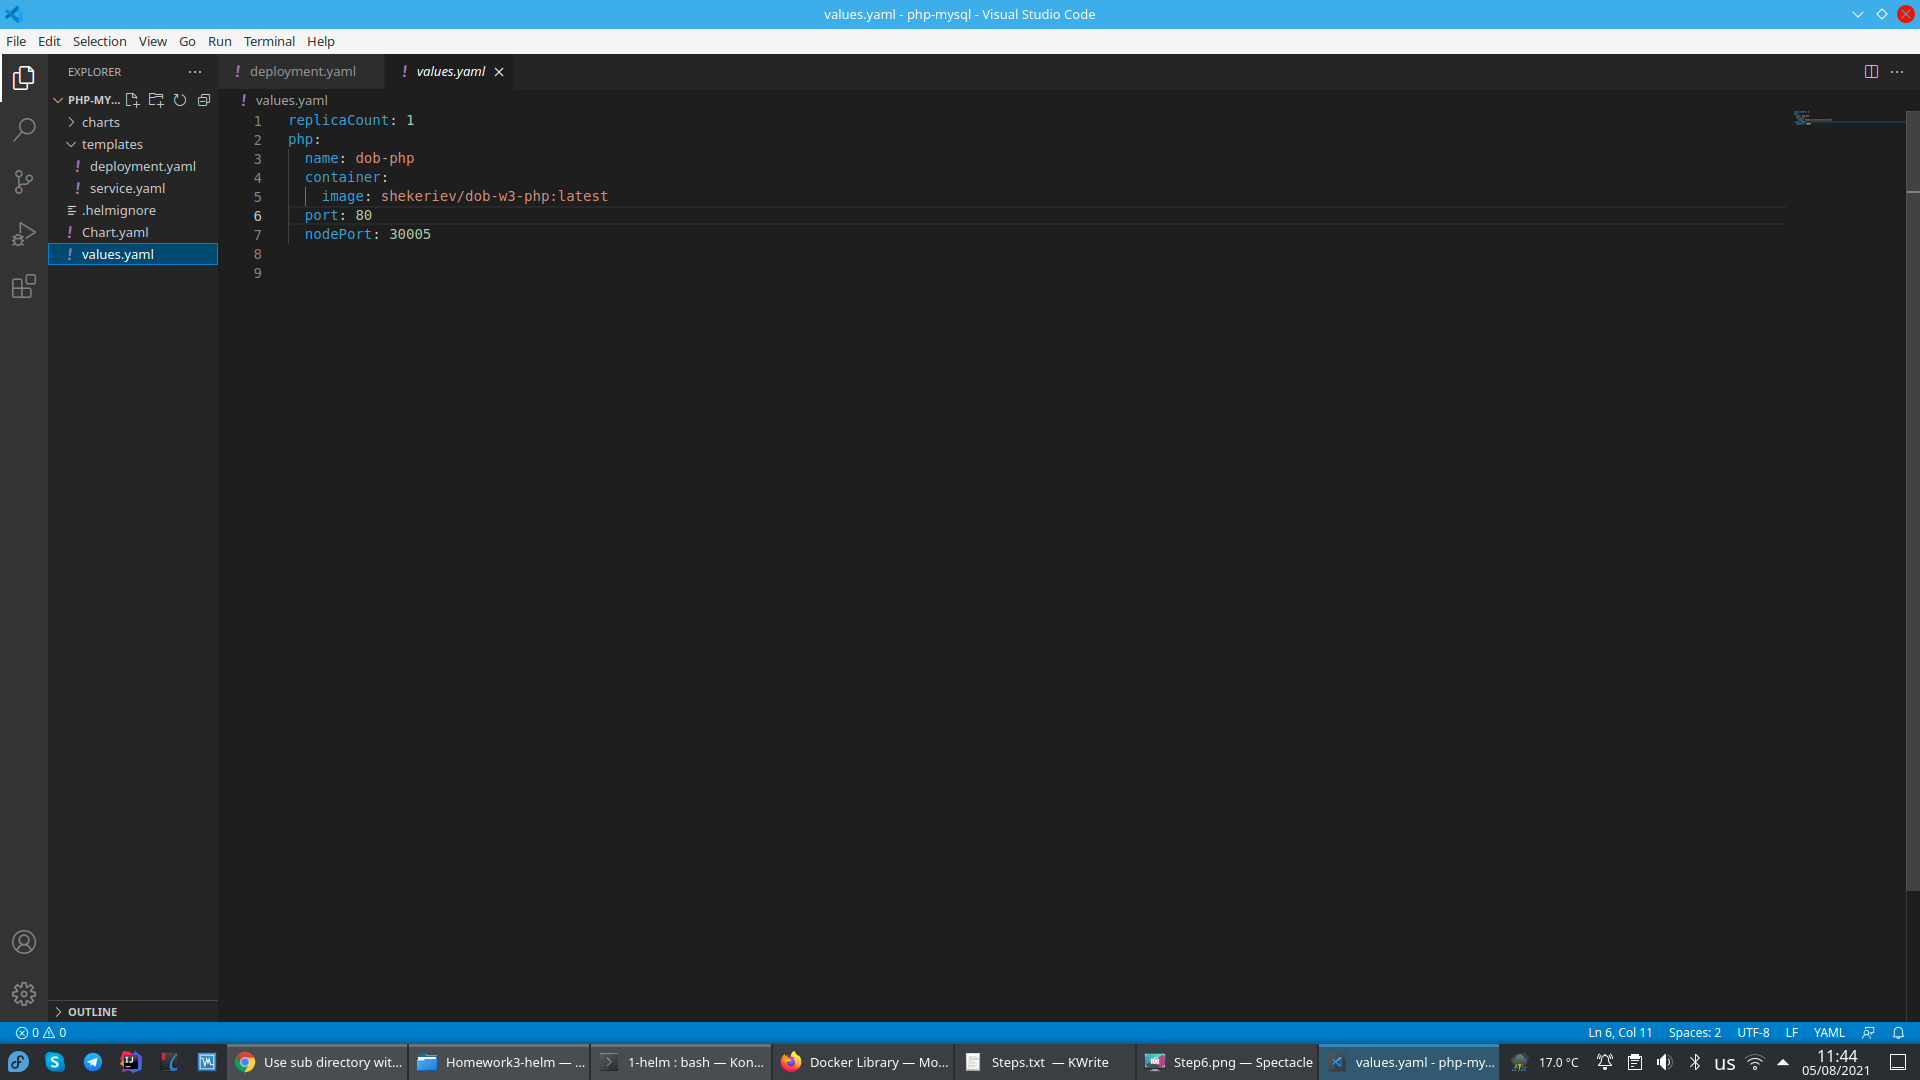 values.yaml - php-mysql - Visual Studio Code
File Edit Selection View Go Run Terminal Help
EXPLORER
PHP-MY...
charts
templates
! deployment.yaml
! service.yaml
.helmignore
! Chart.yaml
! values.yaml
OUTLINE
! deployment.yaml
! values.yaml
! values.yaml
1 replicaCount: 1
2 php:
3 name: dob-php
4 container:
5 image: shekeriev/dob-w3-php:latest
6 port: 80
7 nodePort: 30005
8
9
0 0
Ln 6, Col 11 Spaces: 2 UTF-8 LF YAML
Use sub directory wit...
Homework3-helm — ...
1-helm : bash — Kon...
Docker Library — Mo...
Steps.txt — KWrite
Step6.png — Spectacle
values.yaml - php-my...
17.0 °C
us
11:44
05/08/2021